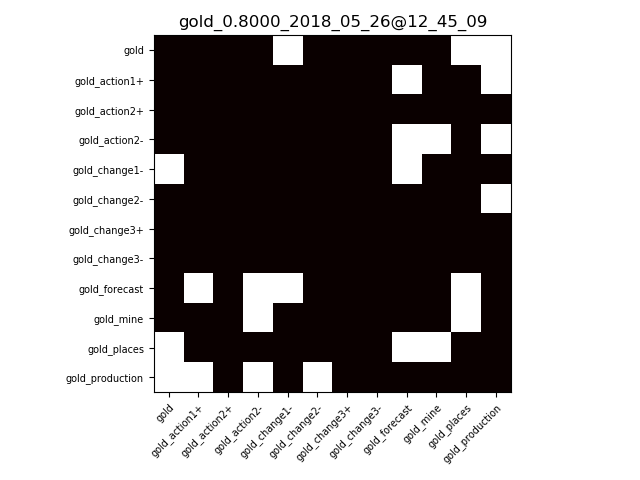 gold_0.8000_2018_05_26@12_45_09
gold
gold_action1+
gold_action2+
gold_action2-
gold_change1-
gold_change2-
gold_change3+
gold_change3-
gold_forecast
gold_mine
gold_places
gold_production
gold
gold_action1+
gold_action2+
gold_action2-
gold_change1-
gold_change2-
gold_change3+
gold_change3-
gold_forecast
gold_mine
gold_places
gold_production